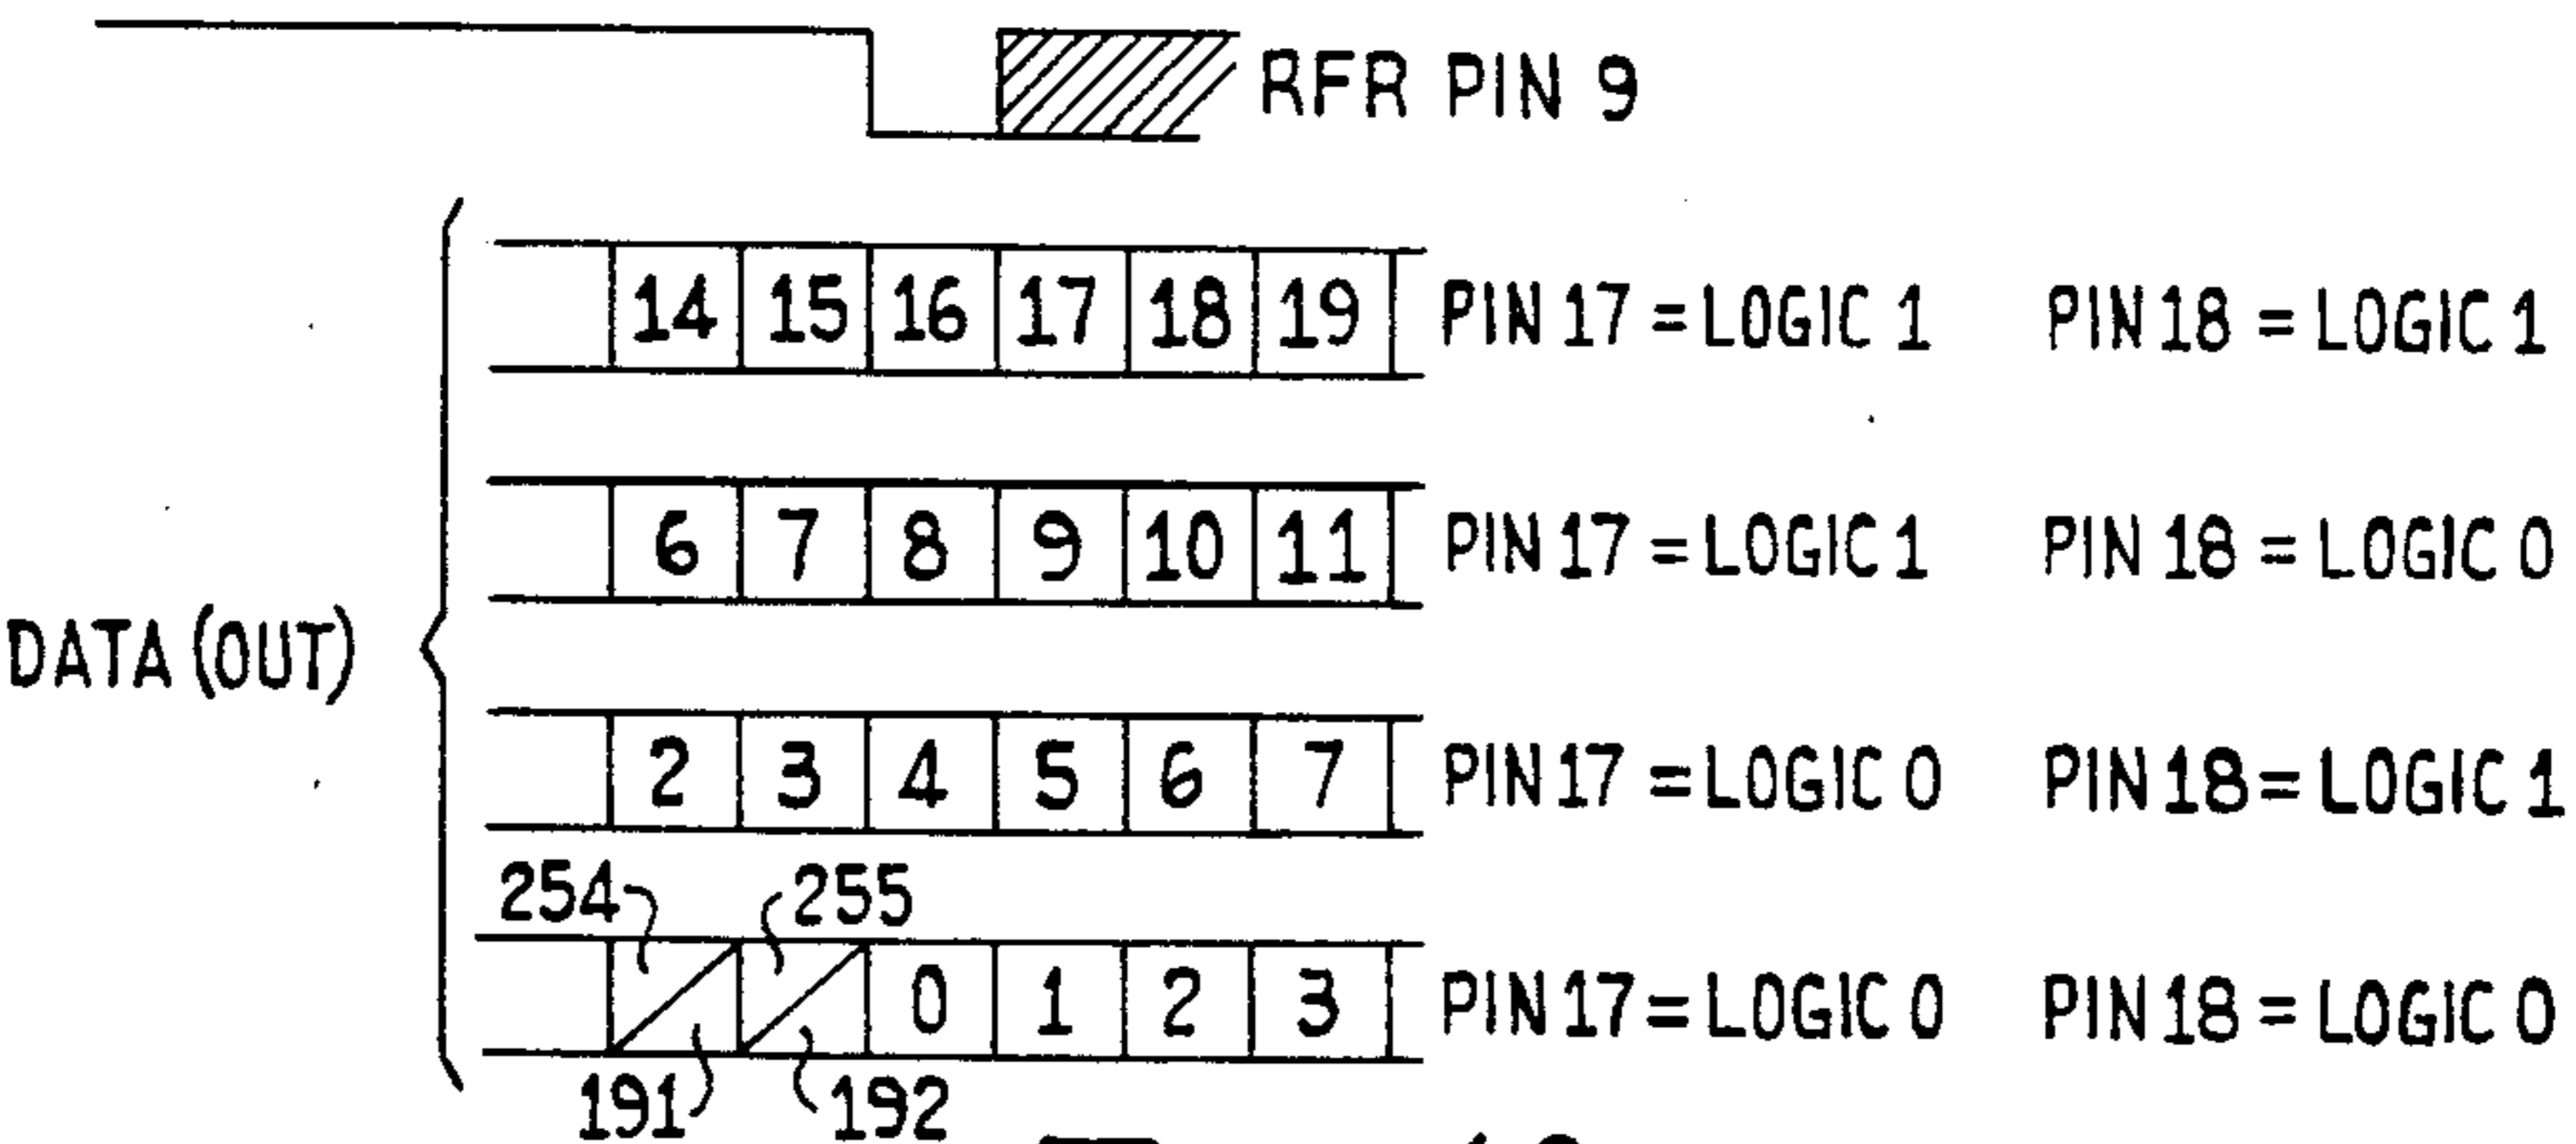 RFR PIN 9
14 15 16 17 18 19 PIN 17 = LOGIC 1 PIN 18 = LOGIC 1
6 7 8 9 10 11 PIN 17 = LOGIC 1 PIN 18 = LOGIC 0
DATA (OUT)
2 3 4 5 6 7 PIN 17 = LOGIC 0 PIN 18 = LOGIC 1
254 255
0 1 2 3 PIN 17 = LOGIC 0 PIN 18 = LOGIC 0
191 192